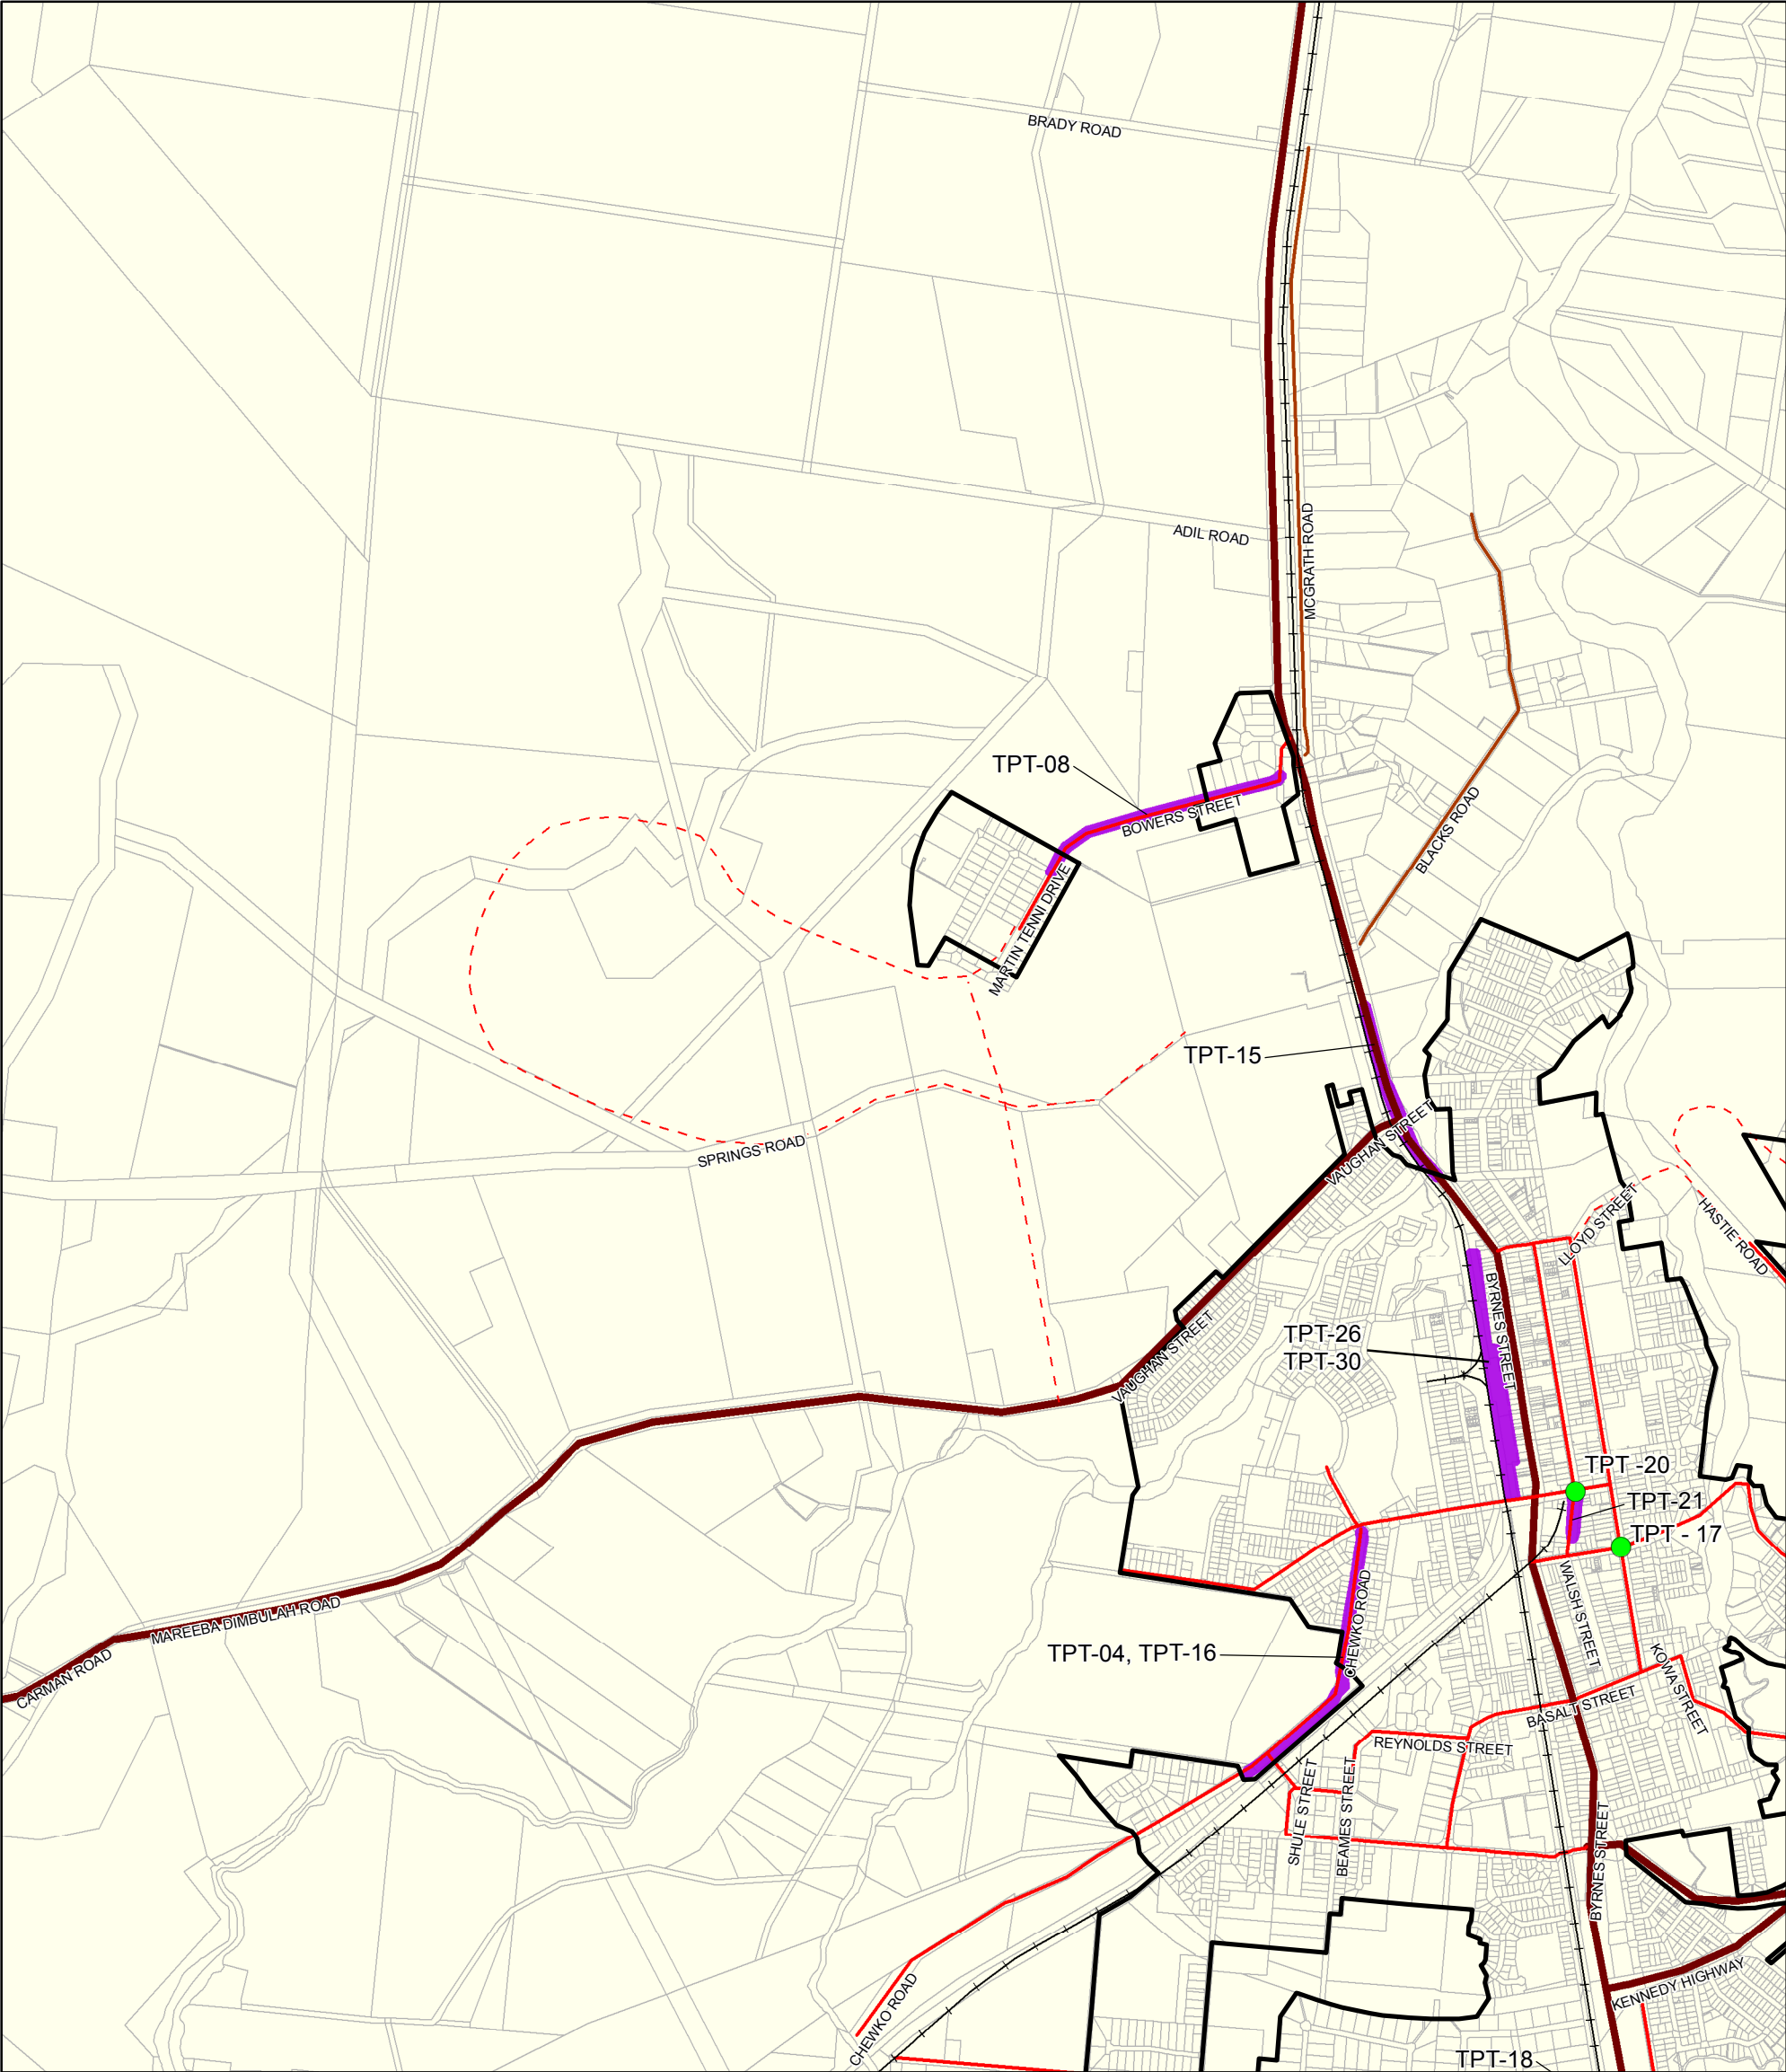 BRADY ROAD
ADIL ROAD
MCGRATH ROAD
TPT-08
BOWERS STREET
BLACKS ROAD
MARTIN TENNI DRIVE
TPT-15
VAUGHAN STREET
SPRINGS ROAD
LLOYD STREET
HASTIE ROAD
BYRNES STREET
TPT-26
TPT-30
VAUGHAN STREET
TPT -20
TPT-21
TPT - 17
WALSH STREET
CHEWKO ROAD
MAREEBA DIMBULAH ROAD
CARMAN ROAD
TPT-04, TPT-16
KOWA STREET
BASALT STREET
REYNOLDS STREET
SHULE STREET
BEAMES STREET
BYRNES STREET
KENNEDY HIGHWAY
CHEWKO ROAD
TPT-18